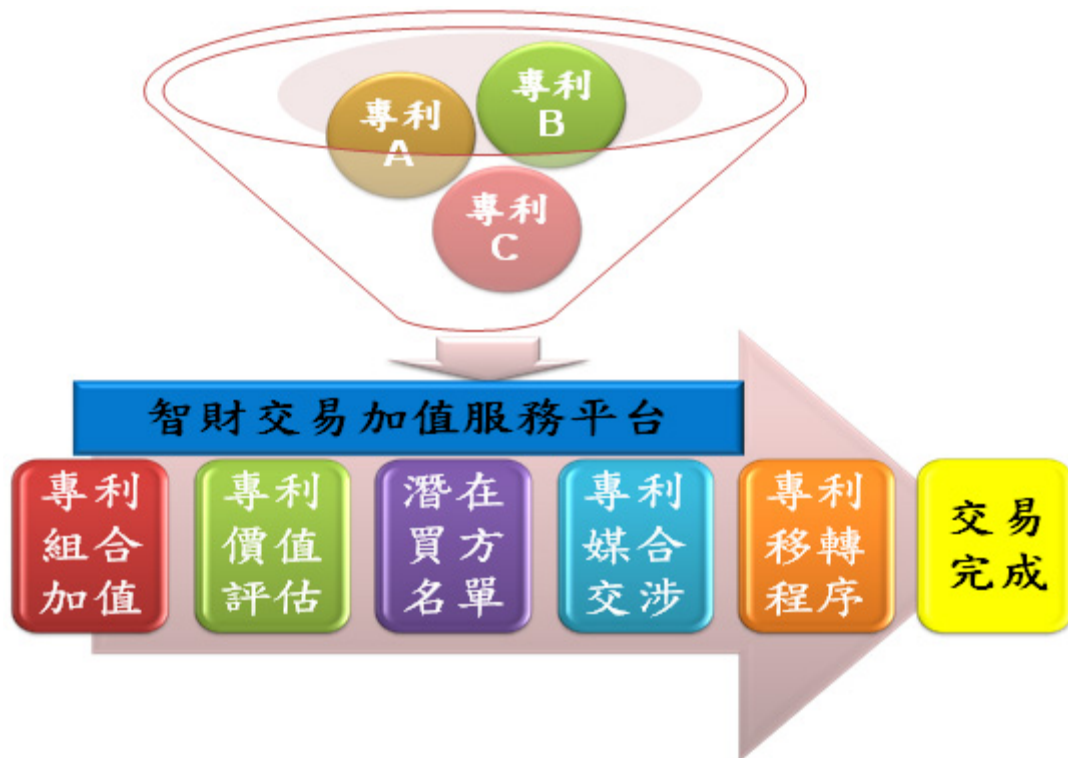 專利
A
專利
B
專利
C
智財交易加值服務平台
專利
組合
加值
專利
價值
評估
潛在
買方
名單
專利
媒合
交涉
專利
移轉
程序
交易
完成